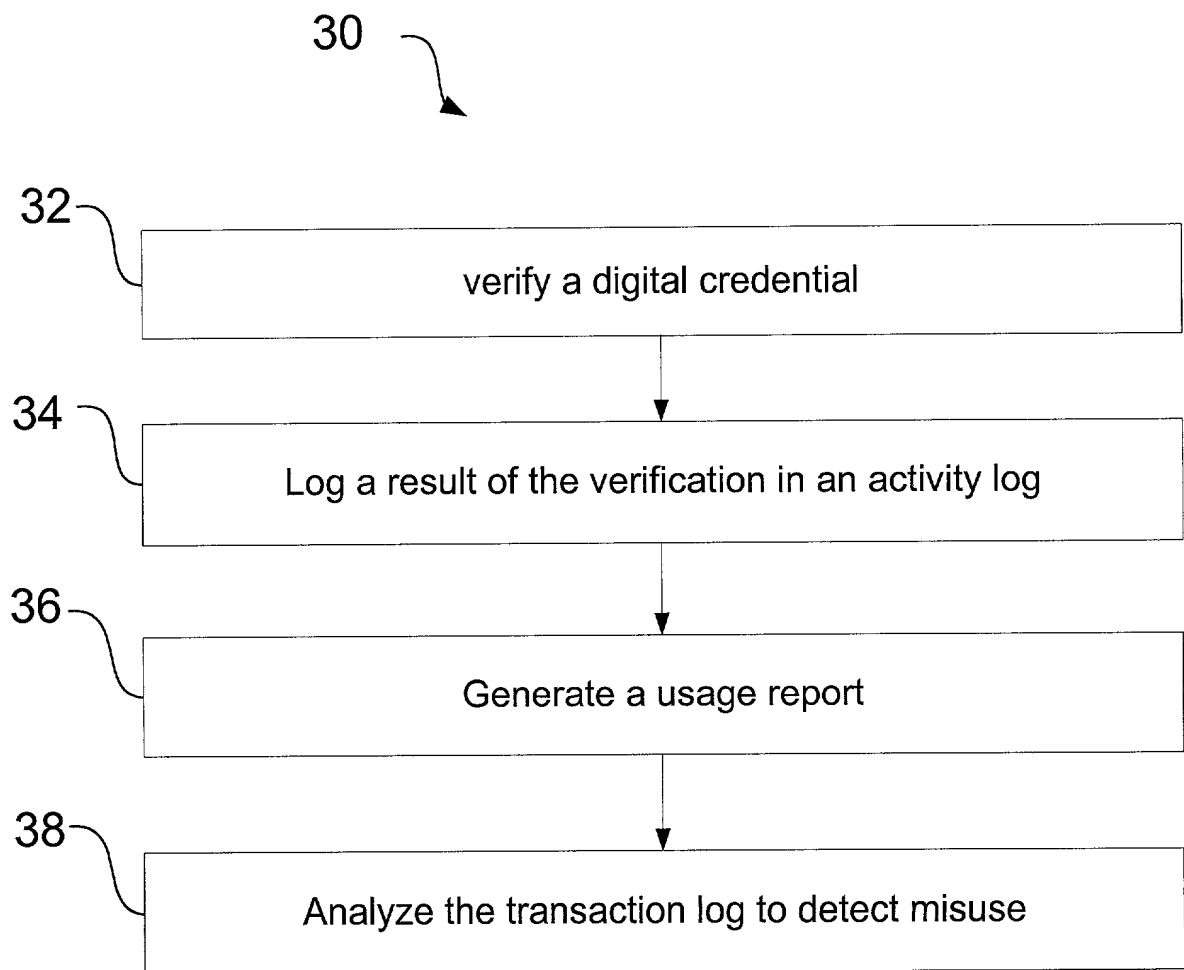 30
32
verify a digital credential
34
Log a result of the verification in an activity log
36
Generate a usage report
38
Analyze the transaction log to detect misuse